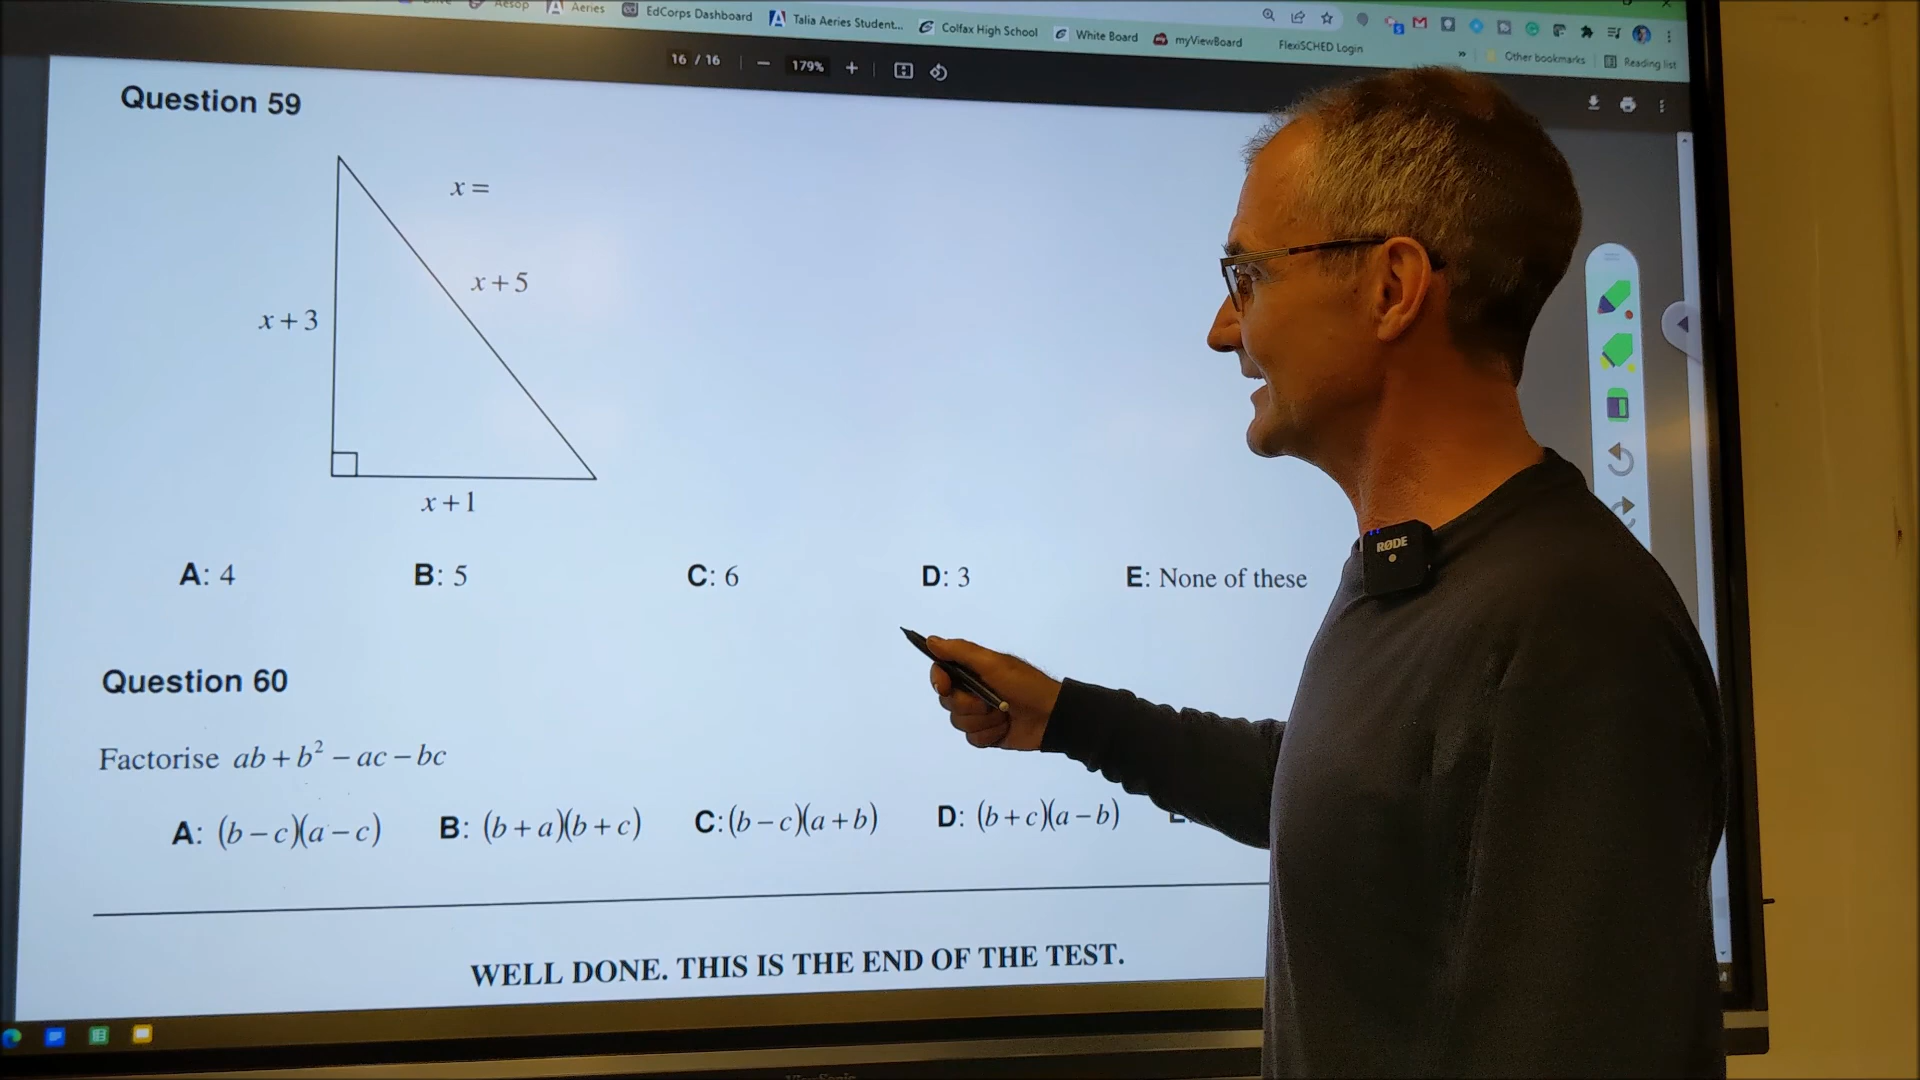 Aesop Aeries EdCorps Dashboard Talia Aeries Student... Colfax High School White Board myViewBoard FlexiSCHED Login » Other bookmarks Reading list
16 / 16 − 179% +
Question 59
x =
x + 5
x + 3
x + 1
A: 4 B: 5 C: 6 D: 3 E: None of these
RØDE
Question 60
Factorise ab + b² − ac − bc
A: (b − c)(a − c) B: (b + a)(b + c) C: (b − c)(a + b) D: (b + c)(a − b)
WELL DONE. THIS IS THE END OF THE TEST.
ViewSonic